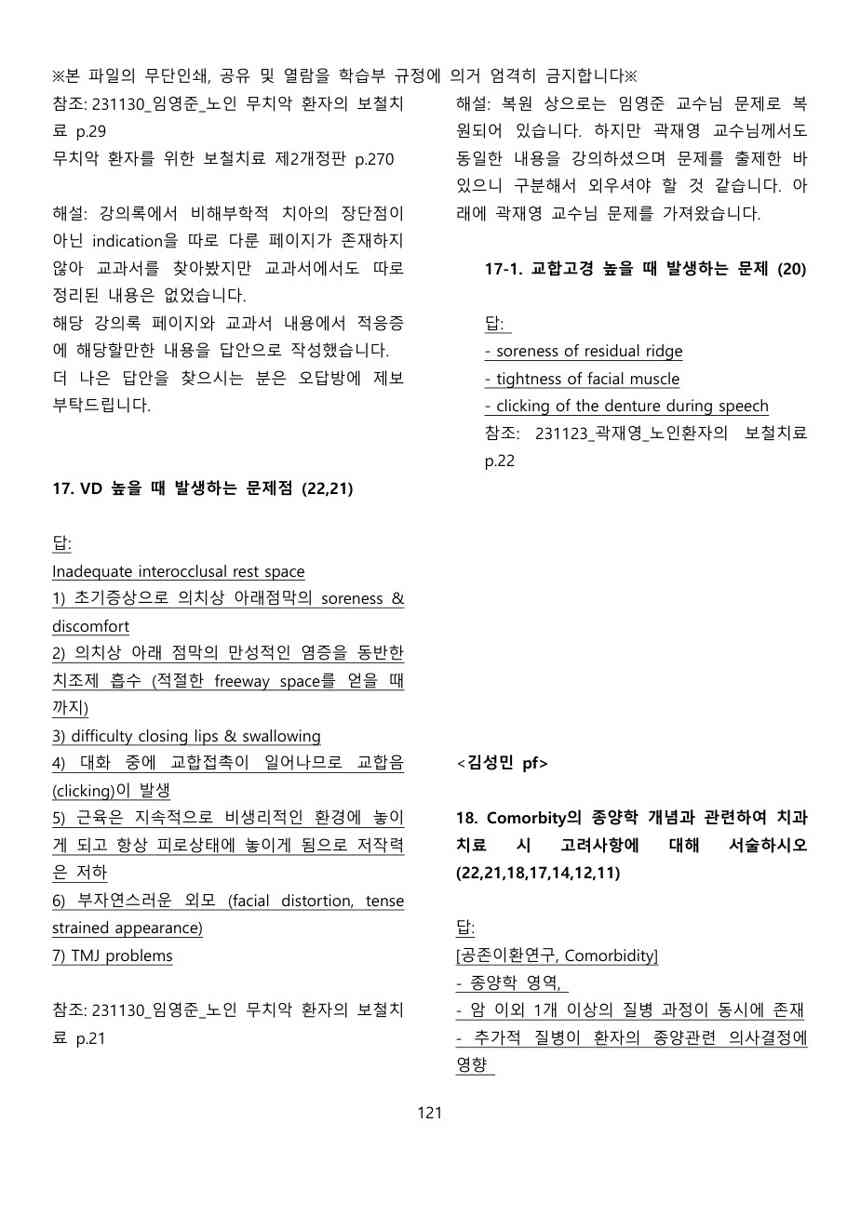 ※본 파일의 무단인쇄, 공유 및 열람을 학습부 규정에 의거 엄격히 금지합니다※
참조: 231130_임영준_노인 무치악 환자의 보철치
료 p.29
무치악 환자를 위한 보철치료 제2개정판 p.270
해설: 강의록에서 비해부학적 치아의 장단점이
아닌 indication을 따로 다룬 페이지가 존재하지
않아 교과서를 찾아봤지만 교과서에서도 따로
정리된 내용은 없었습니다.
해당 강의록 페이지와 교과서 내용에서 적응증
에 해당할만한 내용을 답안으로 작성했습니다.
더 나은 답안을 찾으시는 분은 오답방에 제보
부탁드립니다.
17. VD 높을 때 발생하는 문제점 (22,21)
답:
Inadequate interocclusal rest space
1) 초기증상으로 의치상 아래점막의 soreness &
discomfort
2) 의치상 아래 점막의 만성적인 염증을 동반한
치조제 흡수 (적절한 freeway space를 얻을 때
까지)
3) difficulty closing lips & swallowing
4) 대화 중에 교합접촉이 일어나므로 교합음
(clicking)이 발생
5) 근육은 지속적으로 비생리적인 환경에 놓이
게 되고 항상 피로상태에 놓이게 됨으로 저작력
은 저하
6) 부자연스러운 외모 (facial distortion, tense
strained appearance)
7) TMJ problems
참조: 231130_임영준_노인 무치악 환자의 보철치
료 p.21
해설: 복원 상으로는 임영준 교수님 문제로 복
원되어 있습니다. 하지만 곽재영 교수님께서도
동일한 내용을 강의하셨으며 문제를 출제한 바
있으니 구분해서 외우셔야 할 것 같습니다. 아
래에 곽재영 교수님 문제를 가져왔습니다.
17-1. 교합고경 높을 때 발생하는 문제 (20)
답:
- soreness of residual ridge
- tightness of facial muscle
- clicking of the denture during speech
참조: 231123_곽재영_노인환자의 보철치료
p.22
<김성민 pf>
18. Comorbity의 종양학 개념과 관련하여 치과
치료 시 고려사항에 대해 서술하시오
(22,21,18,17,14,12,11)
답:
[공존이환연구, Comorbidity]
- 종양학 영역,
- 암 이외 1개 이상의 질병 과정이 동시에 존재
- 추가적 질병이 환자의 종양관련 의사결정에
영향
121